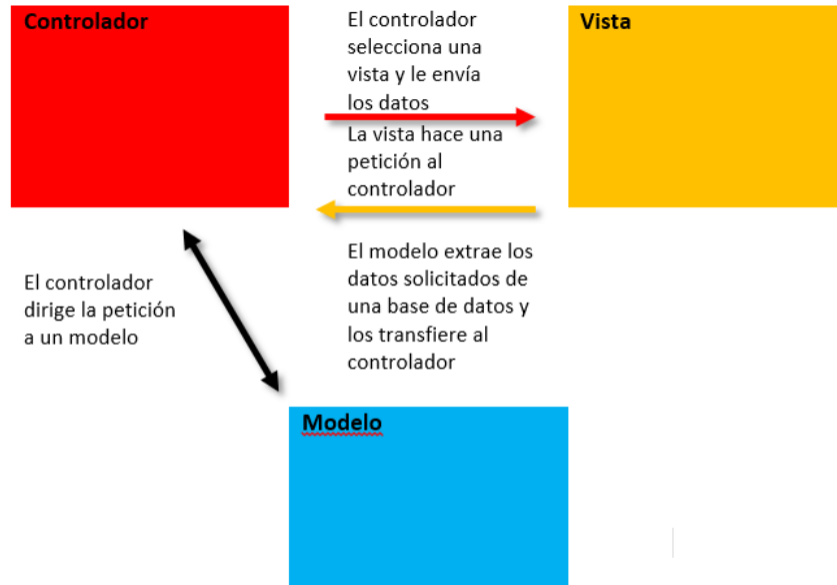 Controlador
El controlador
selecciona una
vista y le envía
los datos
Vista
La vista hace una
petición al
controlador
El controlador
dirige la petición
a un modelo
El modelo extrae los
datos solicitados de
una base de datos y
los transfiere al
controlador
Modelo